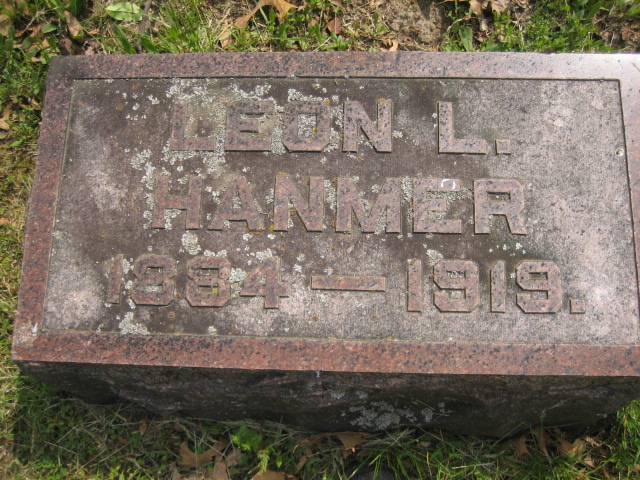 LEON L.
HANMER
1884 — 1919.